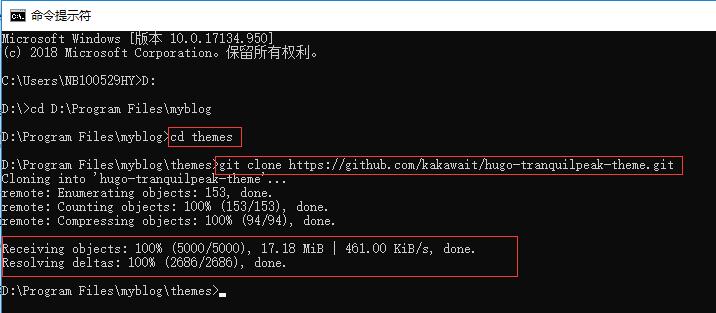 命令提示符
Microsoft Windows [版本 10.0.17134.950]
(c) 2018 Microsoft Corporation。保留所有权利。
C:\Users\NB100529HY>D:
D:\>cd D:\Program Files\myblog
D:\Program Files\myblog>cd themes
D:\Program Files\myblog\themes>git clone https://github.com/kakawait/hugo-tranquilpeak-theme.git
Cloning into 'hugo-tranquilpeak-theme'...
remote: Enumerating objects: 153, done.
remote: Counting objects: 100% (153/153), done.
remote: Compressing objects: 100% (94/94), done.
Receiving objects: 100% (5000/5000), 17.18 MiB | 461.00 KiB/s, done.
Resolving deltas: 100% (2686/2686), done.
D:\Program Files\myblog\themes>